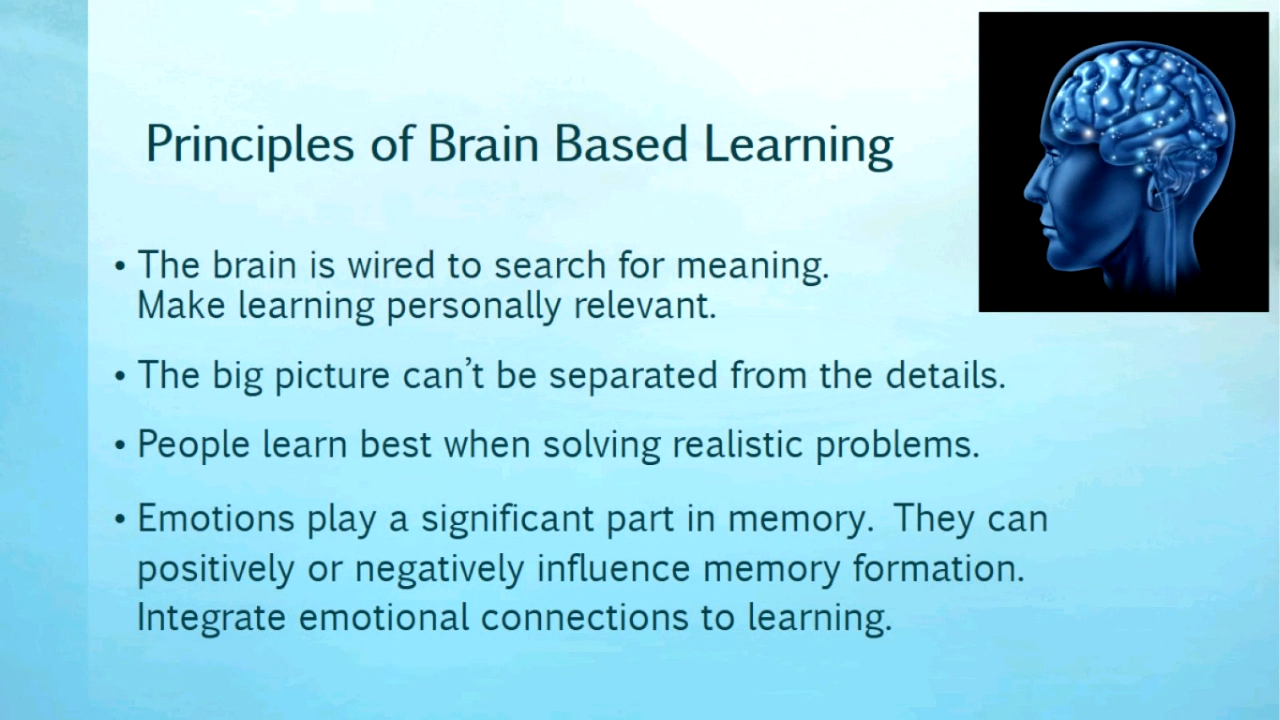 Principles of Brain Based Learning
• The brain is wired to search for meaning.
Make learning personally relevant.
• The big picture can’t be separated from the details.
• People learn best when solving realistic problems.
• Emotions play a significant part in memory.  They can
positively or negatively influence memory formation.
Integrate emotional connections to learning.